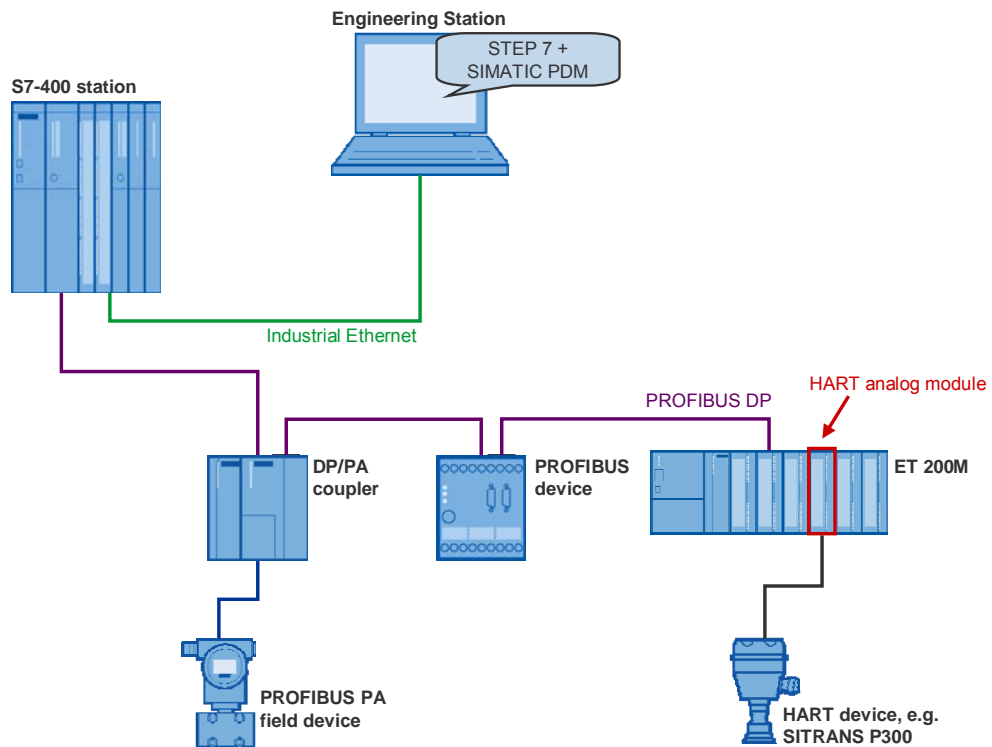 Engineering Station
STEP 7 +
SIMATIC PDM
S7-400 station
Industrial Ethernet
HART analog module
PROFIBUS DP
DP/PA
coupler
PROFIBUS
device
ET 200M
PROFIBUS PA
field device
HART device, e.g.
SITRANS P300